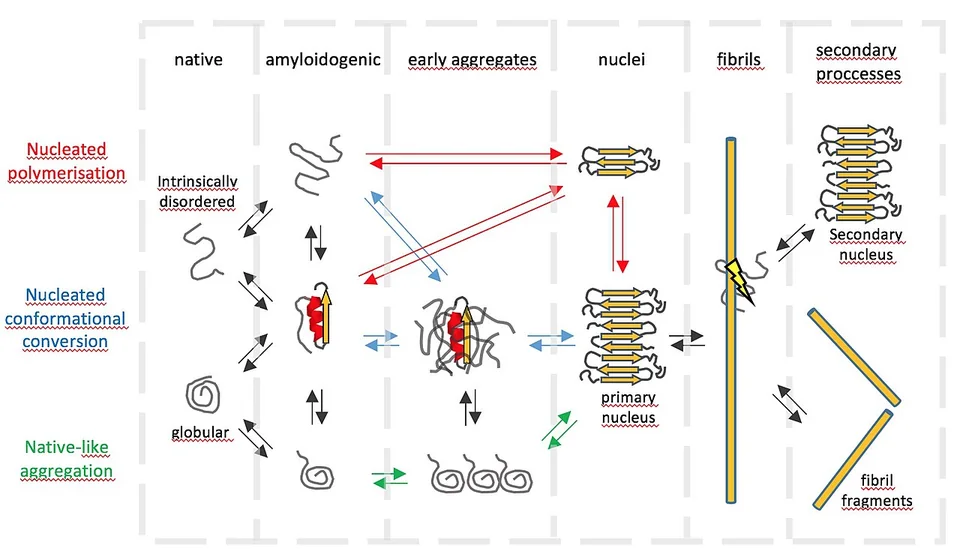 native
amyloidogenic
early aggregates
nuclei
fibrils
secondary
proccesses
Nucleated
polvmerisation
Intrinsically
disordered
Secondary
nucleus
Nucleated
conformational
conversion
primary
nucleus
globular
Native-like
aggregation
fibril
fragments